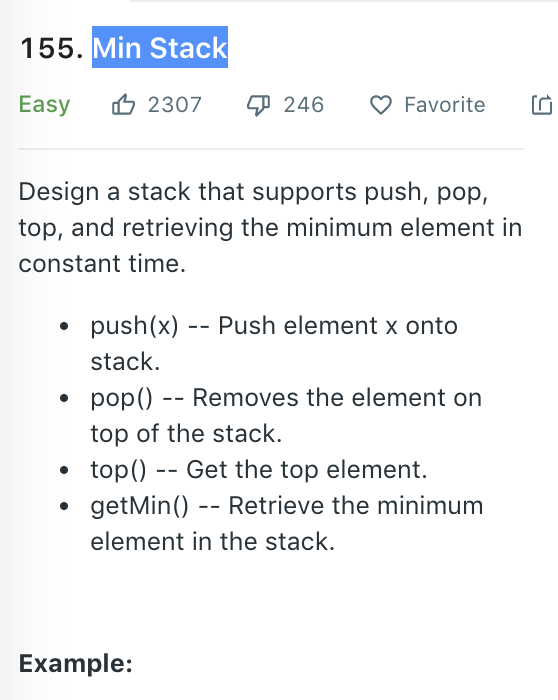 155. Min Stack
Easy 2307 246 Favorite
Design a stack that supports push, pop,
top, and retrieving the minimum element in
constant time.
• push(x) -- Push element x onto
stack.
• pop() -- Removes the element on
top of the stack.
• top() -- Get the top element.
• getMin() -- Retrieve the minimum
element in the stack.
Example: